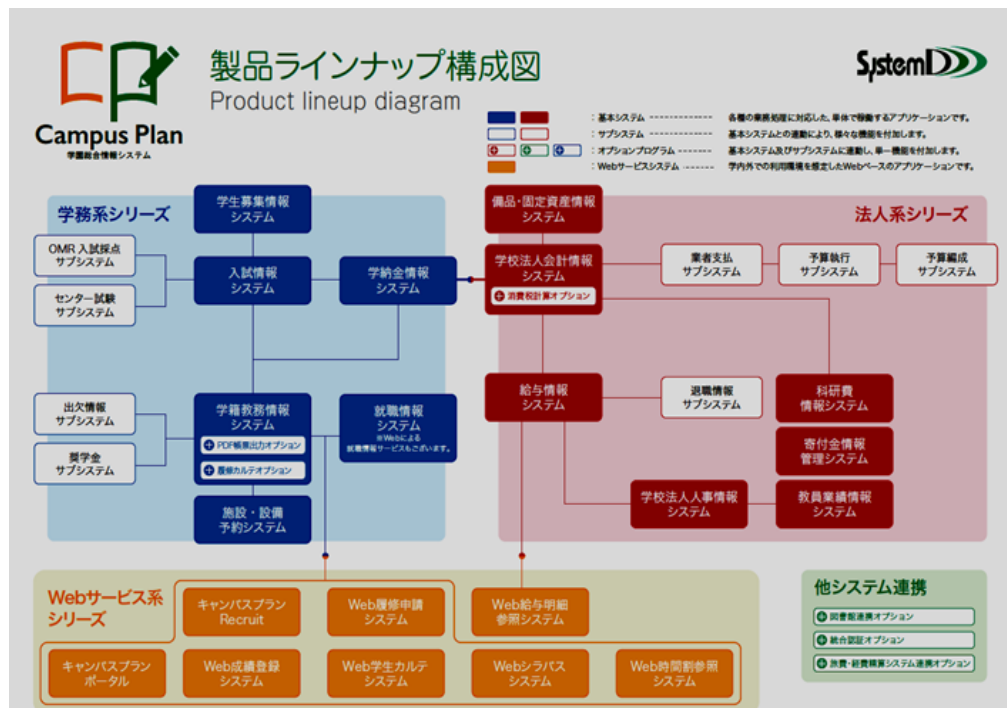 製品ラインナップ構成図
Product lineup diagram
Campus Plan
学園総合情報システム
SystemD
：基本システム ------------- 各種の業務処理に対応した、単体で稼働するアプリケーションです。
：サブシステム ------------- 基本システムとの連動により、様々な機能を付加します。
：オプションプログラム ------- 基本システム及びサブシステムに連動し、単一機能を付加します。
：Webサービスシステム ------- 学内外での利用環境を想定したWebベースのアプリケーションです。
学務系シリーズ
学生募集情報
システム
OMR 入試採点
サブシステム
センター試験
サブシステム
入試情報
システム
学納金情報
システム
出欠情報
サブシステム
奨学金
サブシステム
学籍教務情報
システム
PDF帳票出力オプション
履修カルテオプション
就職情報
システム
※Webによる
就職情報サービスもございます。
施設・設備
予約システム
法人系シリーズ
備品・固定資産情報
システム
学校法人会計情報
システム
消費税計算オプション
業者支払
サブシステム
予算執行
サブシステム
予算編成
サブシステム
給与情報
システム
退職情報
サブシステム
科研費
情報システム
寄付金情報
管理システム
学校法人人事情報
システム
教員業績情報
システム
Webサービス系
シリーズ
キャンパスプラン
Recruit
Web履修申請
システム
Web給与明細
参照システム
キャンパスプラン
ポータル
Web成績登録
システム
Web学生カルテ
システム
Webシラバス
システム
Web時間割参照
システム
他システム連携
図書館連携オプション
統合認証オプション
旅費・経費精算システム連携オプション